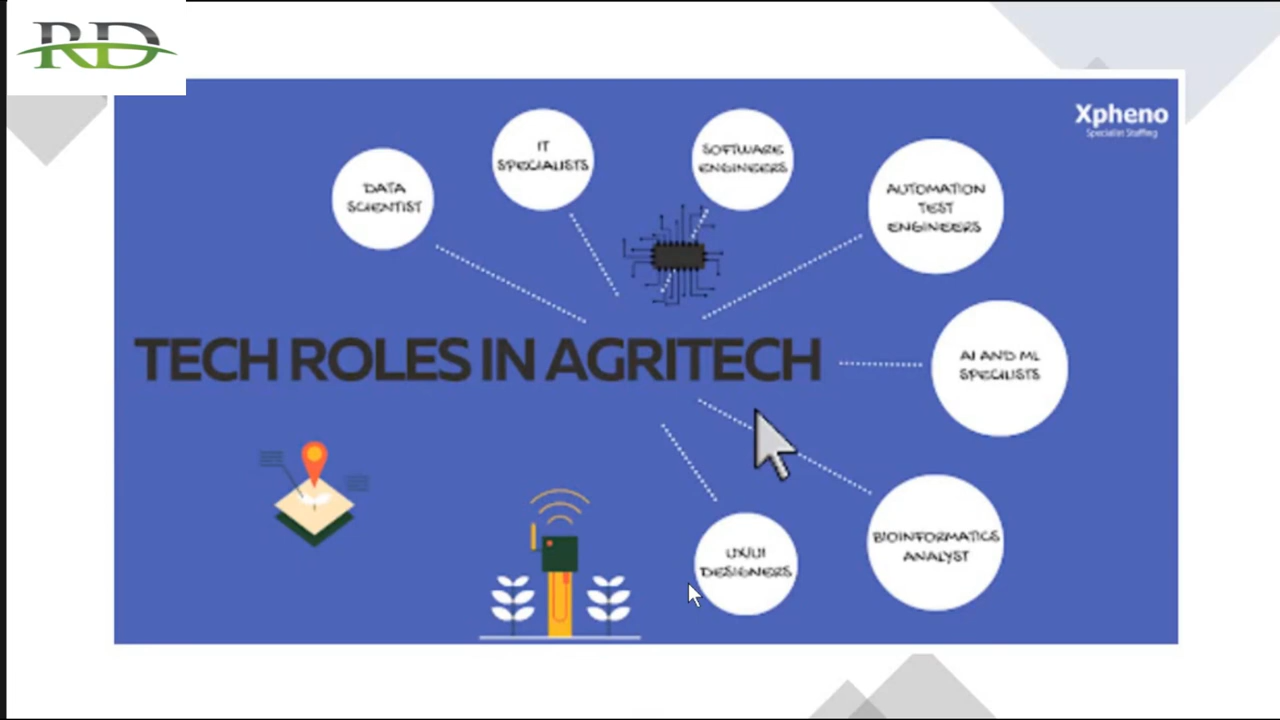 RD
Xpheno
Specialist Staffing
DATA
SCIENTIST
IT
SPECIALISTS
SOFTWARE
ENGINEERS
AUTOMATION
TEST
ENGINEERS
TECH ROLES IN AGRITECH
AI AND ML
SPECILISTS
BIOINFORMATICS
ANALYST
UX/UI
DESIGNERS